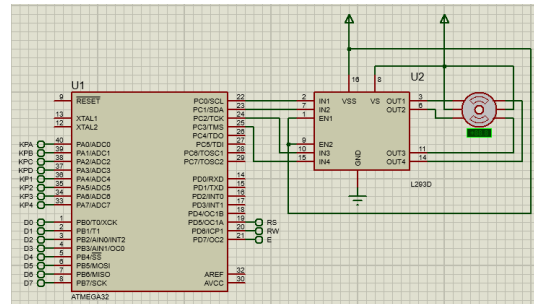 U1
9 RESET
13 XTAL1
12 XTAL2
KPA 40 PA0/ADC0
KPB 39 PA1/ADC1
KPC 38 PA2/ADC2
KPD 37 PA3/ADC3
KP1 36 PA4/ADC4
KP2 35 PA5/ADC5
KP3 34 PA6/ADC6
KP4 33 PA7/ADC7
D0 1 PB0/T0/XCK
D1 2 PB1/T1
D2 3 PB2/AIN0/INT2
D3 4 PB3/AIN1/OC0
D4 5 PB4/SS
D5 6 PB5/MOSI
D6 7 PB6/MISO
D7 8 PB7/SCK
PC0/SCL 22
PC1/SDA 23
PC2/TCK 24
PC3/TMS 25
PC4/TDO 26
PC5/TDI 27
PC6/TOSC1 28
PC7/TOSC2 29
PD0/RXD 14
PD1/TXD 15
PD2/INT0 16
PD3/INT1 17
PD4/OC1B 18
PD5/OC1A 19 RS
PD6/ICP1 20 RW
PD7/OC2 21 E
AREF 32
AVCC 30
ATMEGA32
U2
16 8
VSS VS
2 IN1
7 IN2
1 EN1
9 EN2
10 IN3
15 IN4
OUT1 3
OUT2 6
OUT3 11
OUT4 14
GND
L293D